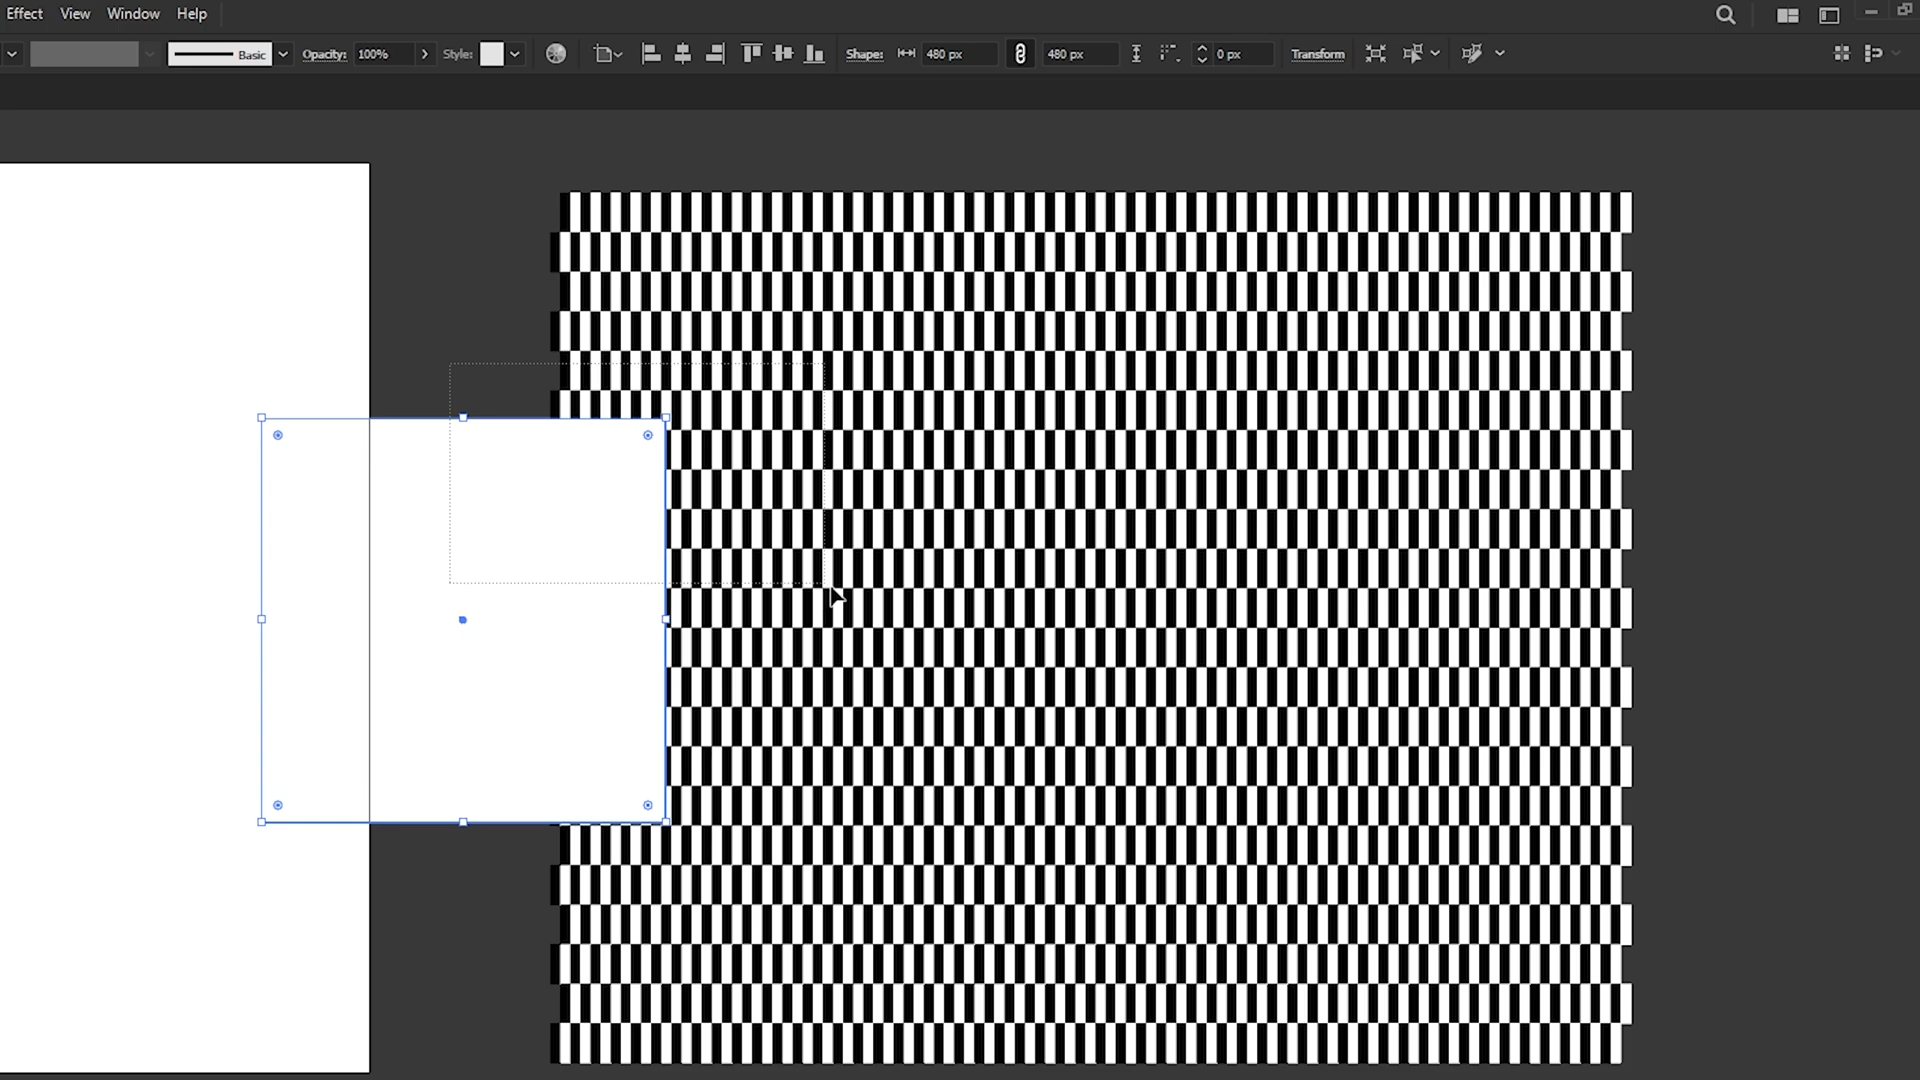 Effect View Window Help
Basic Opacity: 100% Style: Shape: 480 px 480 px 0 px Transform